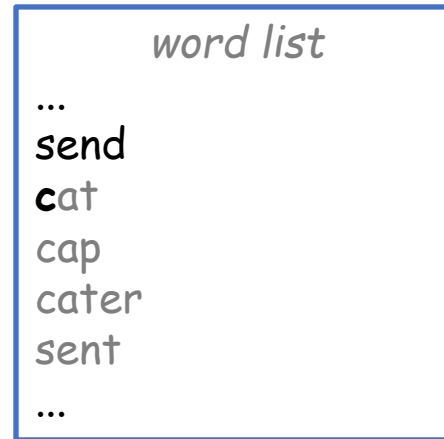 word list
...
send
cat
cap
cater
sent
...